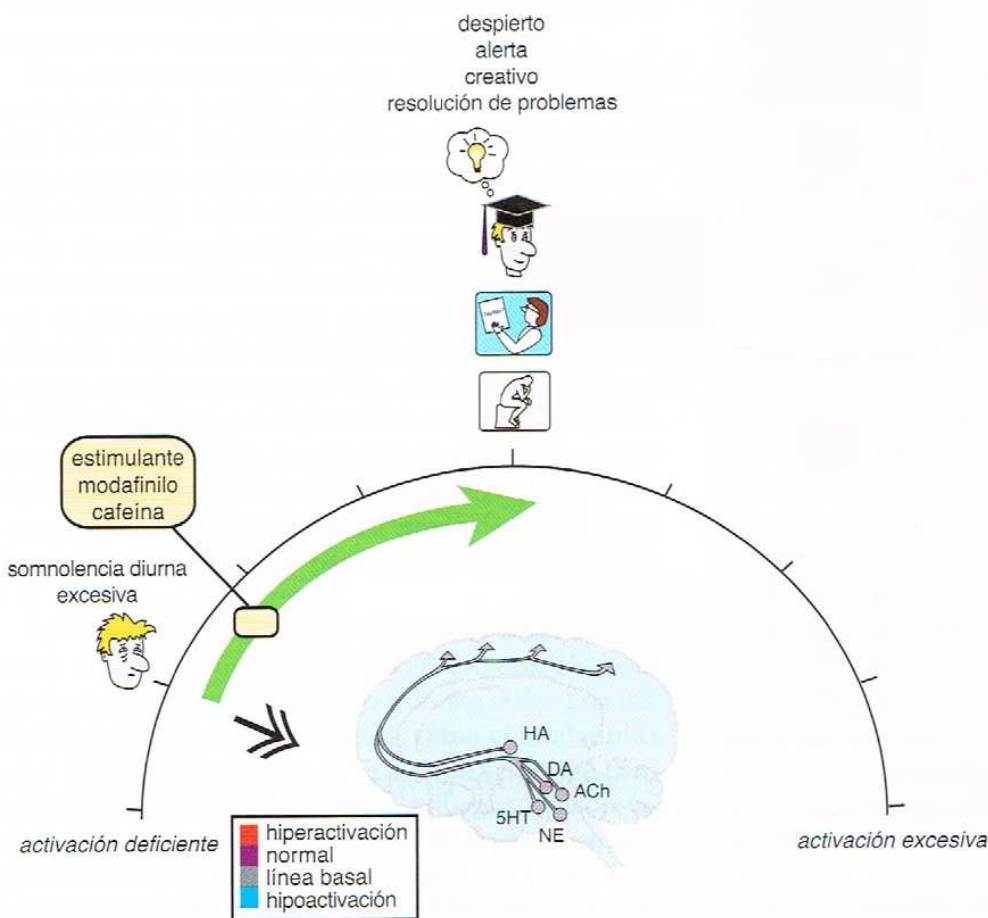 despierto
alerta
creativo
resolución de problemas
estimulante
modafinilo
cafeína
somnolencia diurna
excesiva
HA
DA
ACh
5HT
NE
activación deficiente
activación excesiva
hiperactivación
normal
línea basal
hipoactivación